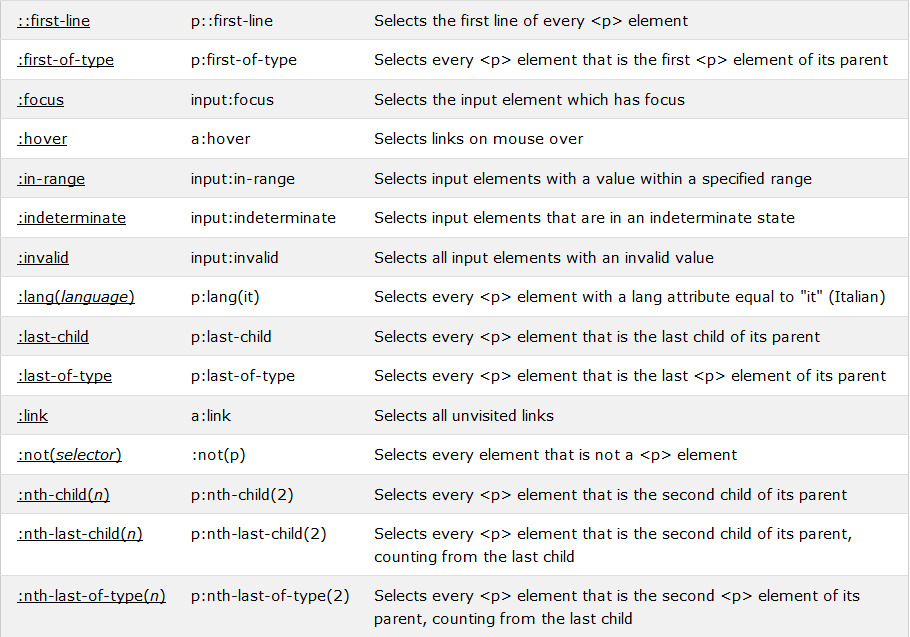 ::first-line p::first-line Selects the first line of every <p> element
:first-of-type p:first-of-type Selects every <p> element that is the first <p> element of its parent
:focus input:focus Selects the input element which has focus
:hover a:hover Selects links on mouse over
:in-range input:in-range Selects input elements with a value within a specified range
:indeterminate input:indeterminate Selects input elements that are in an indeterminate state
:invalid input:invalid Selects all input elements with an invalid value
:lang(language) p:lang(it) Selects every <p> element with a lang attribute equal to "it" (Italian)
:last-child p:last-child Selects every <p> element that is the last child of its parent
:last-of-type p:last-of-type Selects every <p> element that is the last <p> element of its parent
:link a:link Selects all unvisited links
:not(selector) :not(p) Selects every element that is not a <p> element
:nth-child(n) p:nth-child(2) Selects every <p> element that is the second child of its parent
:nth-last-child(n) p:nth-last-child(2) Selects every <p> element that is the second child of its parent,
counting from the last child
:nth-last-of-type(n) p:nth-last-of-type(2) Selects every <p> element that is the second <p> element of its
parent, counting from the last child